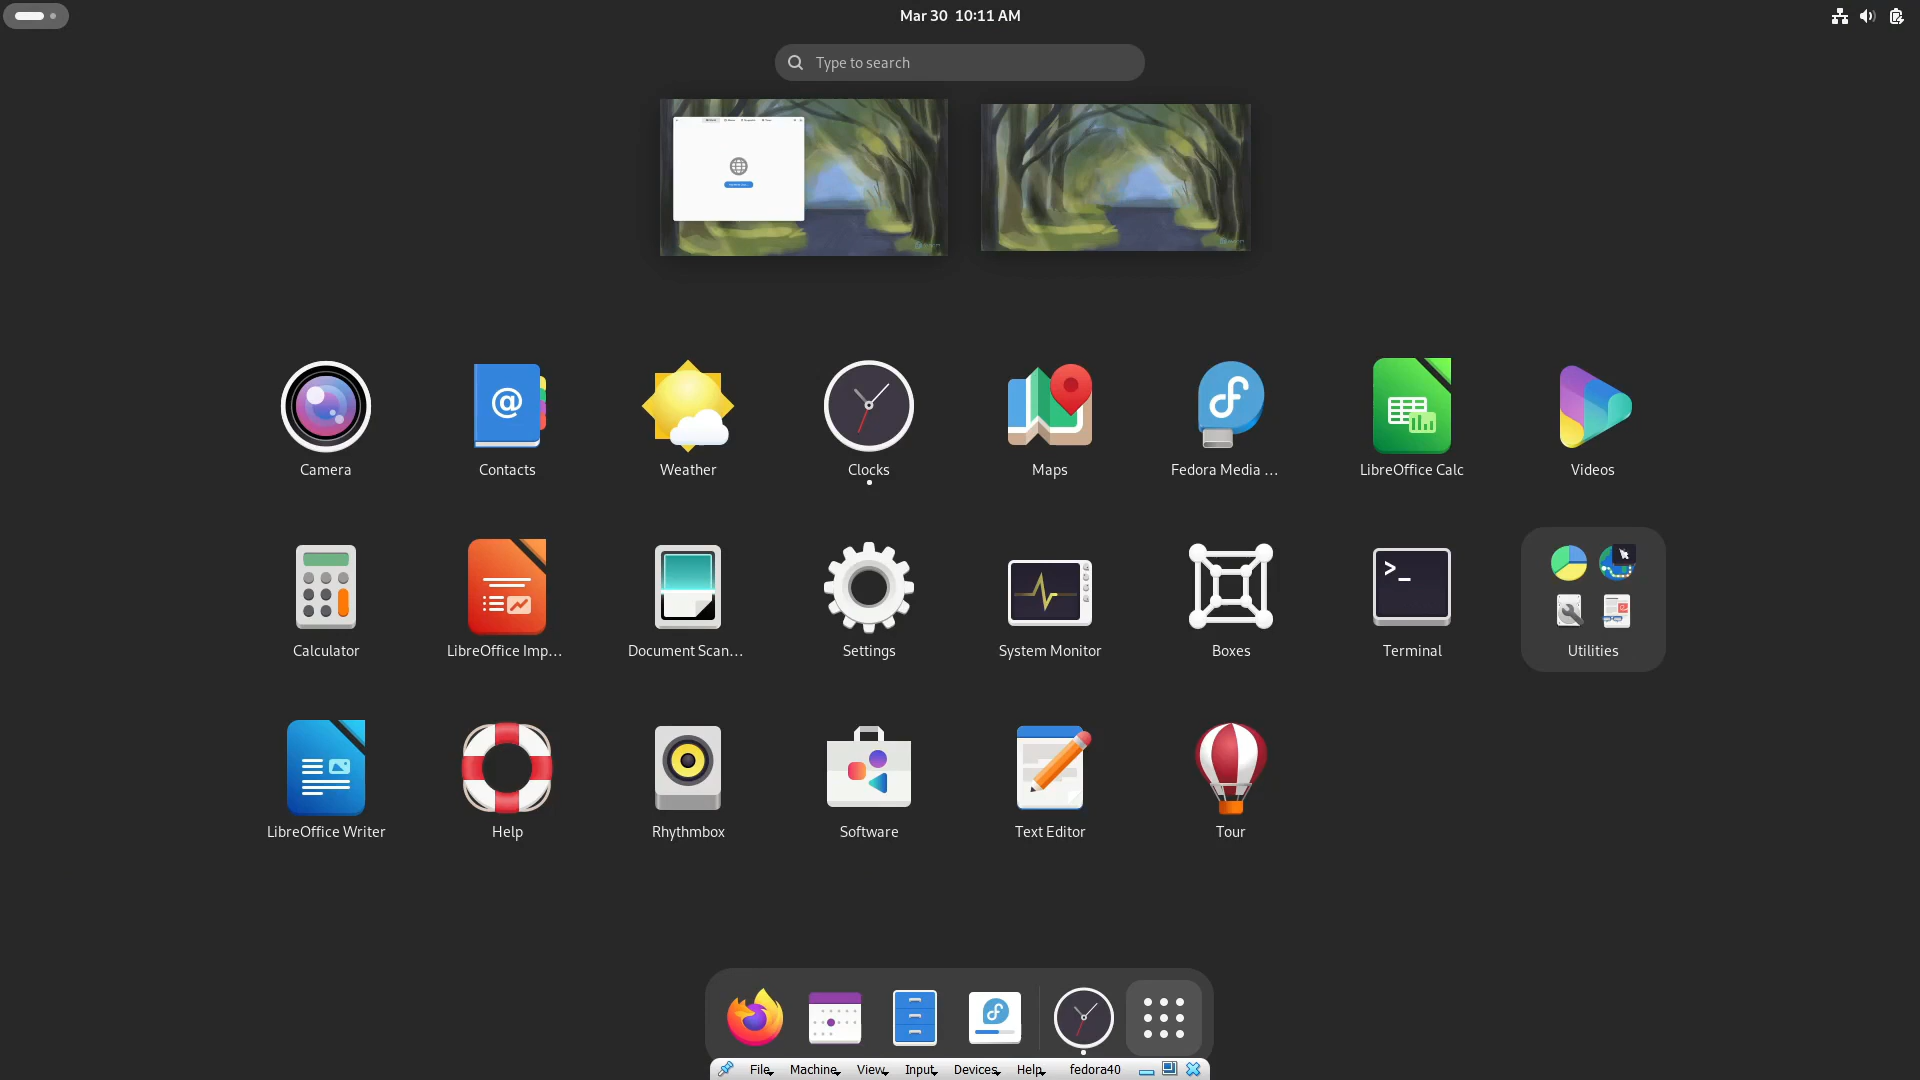 Mar 30 10:11 AM
Type to search
Camera
Contacts
Weather
Clocks
Maps
Fedora Media ...
LibreOffice Calc
Videos
Calculator
LibreOffice Imp...
Document Scan...
Settings
System Monitor
Boxes
Terminal
Utilities
LibreOffice Writer
Help
Rhythmbox
Software
Text Editor
Tour
File Machine View Input Devices Help fedora40